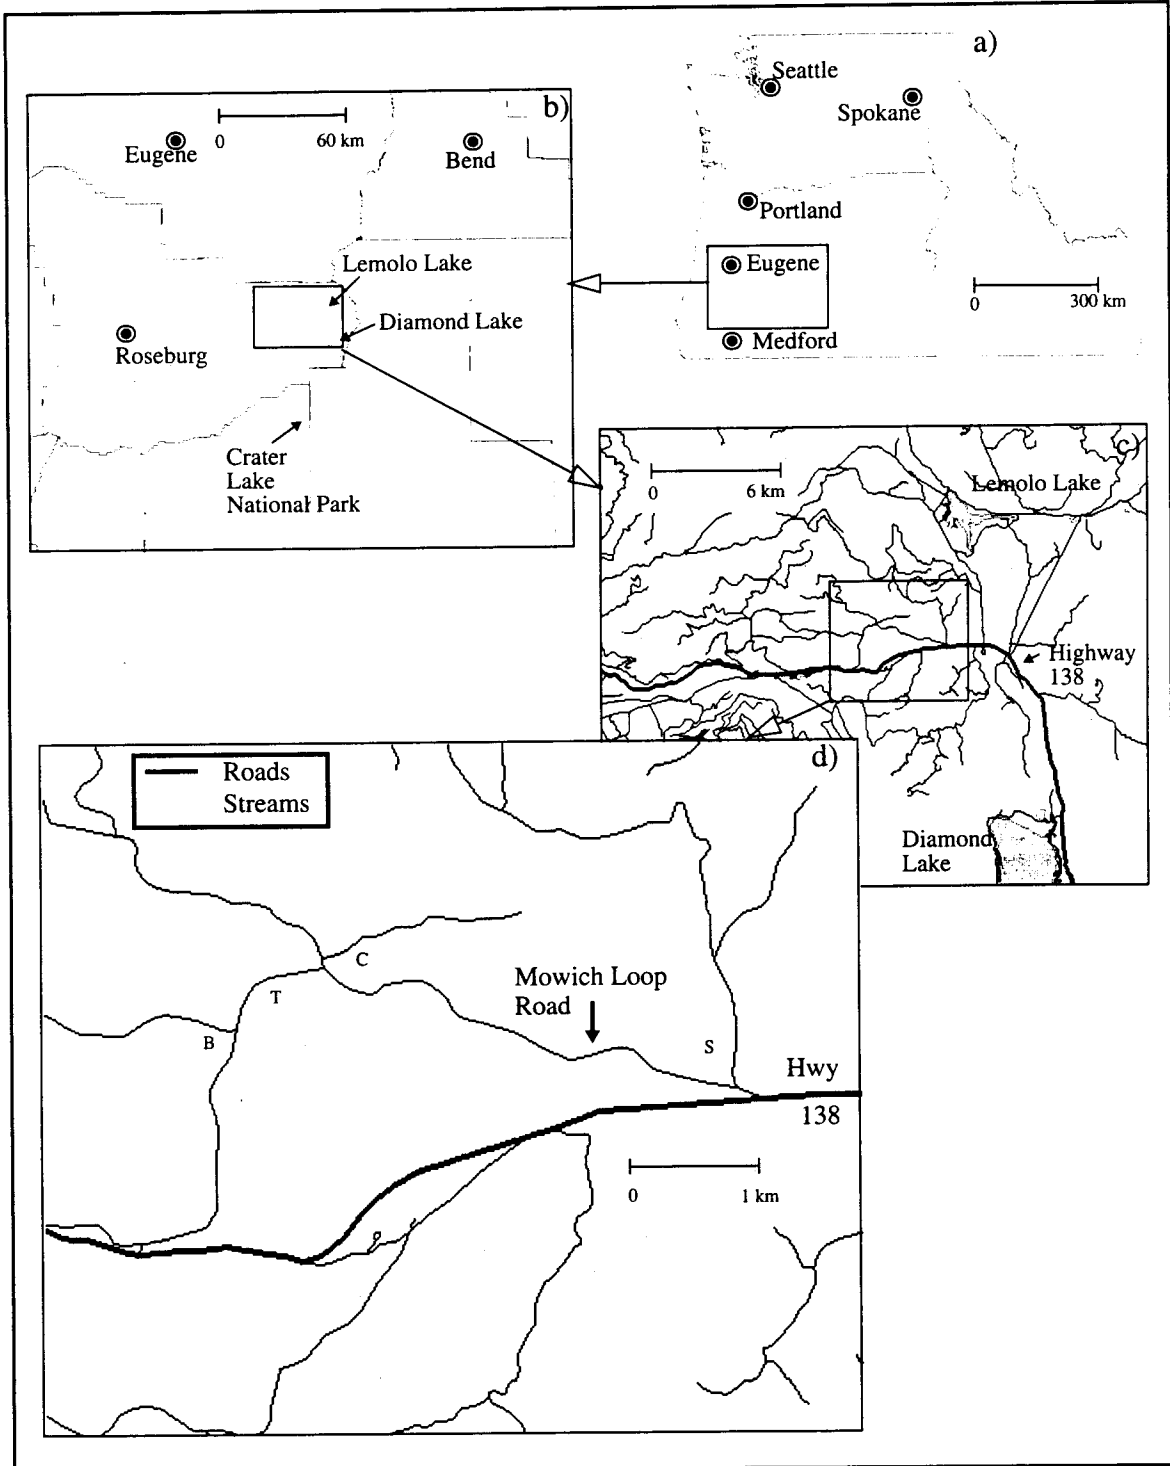 a)
Seattle
Spokane
Portland
Eugene
Medford
0 300 km
b)
0 60 km
Eugene
Bend
Lemolo Lake
Diamond Lake
Roseburg
Crater
Lake
National Park
c)
0 6 km
Lemolo Lake
Highway
138
Diamond
Lake
d)
Roads
Streams
C
T
B
S
Mowich Loop
Road
Hwy
138
0 1 km